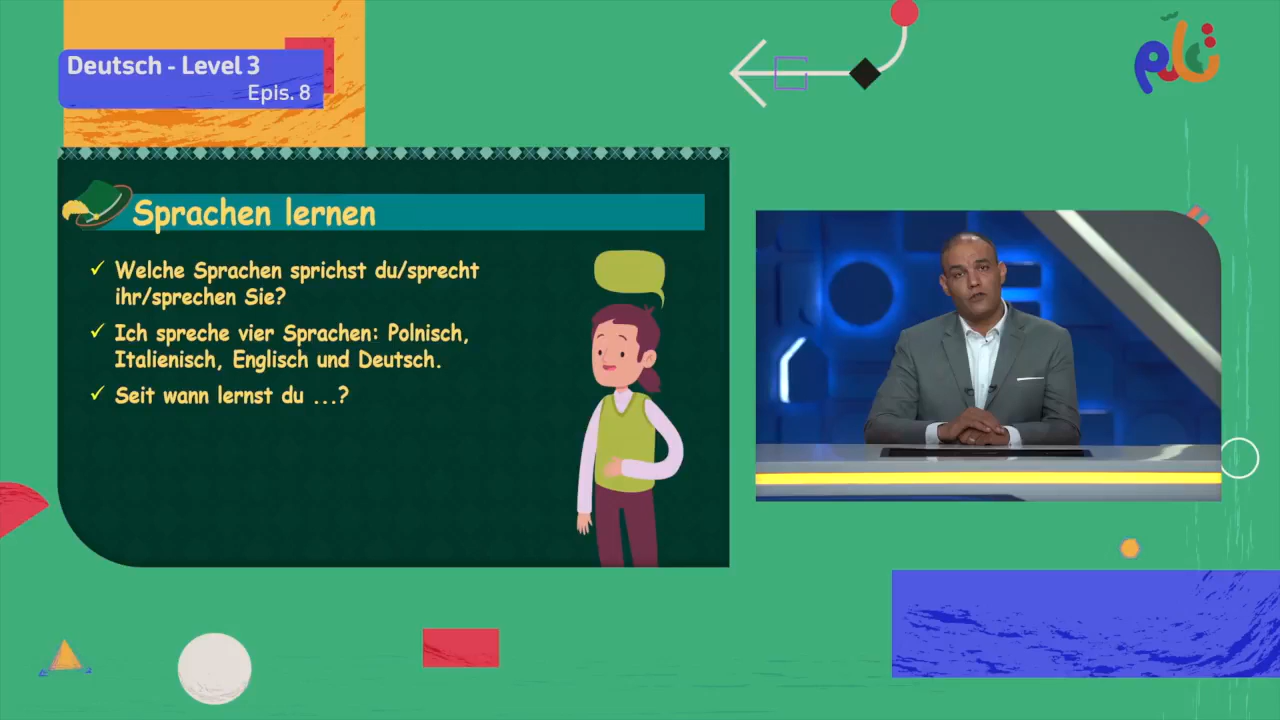 Deutsch - Level 3
Epis. 8
Sprachen lernen
Welche Sprachen sprichst du/sprecht
ihr/sprechen Sie?
Ich spreche vier Sprachen: Polnisch,
Italienisch, Englisch und Deutsch.
Seit wann lernst du ...?